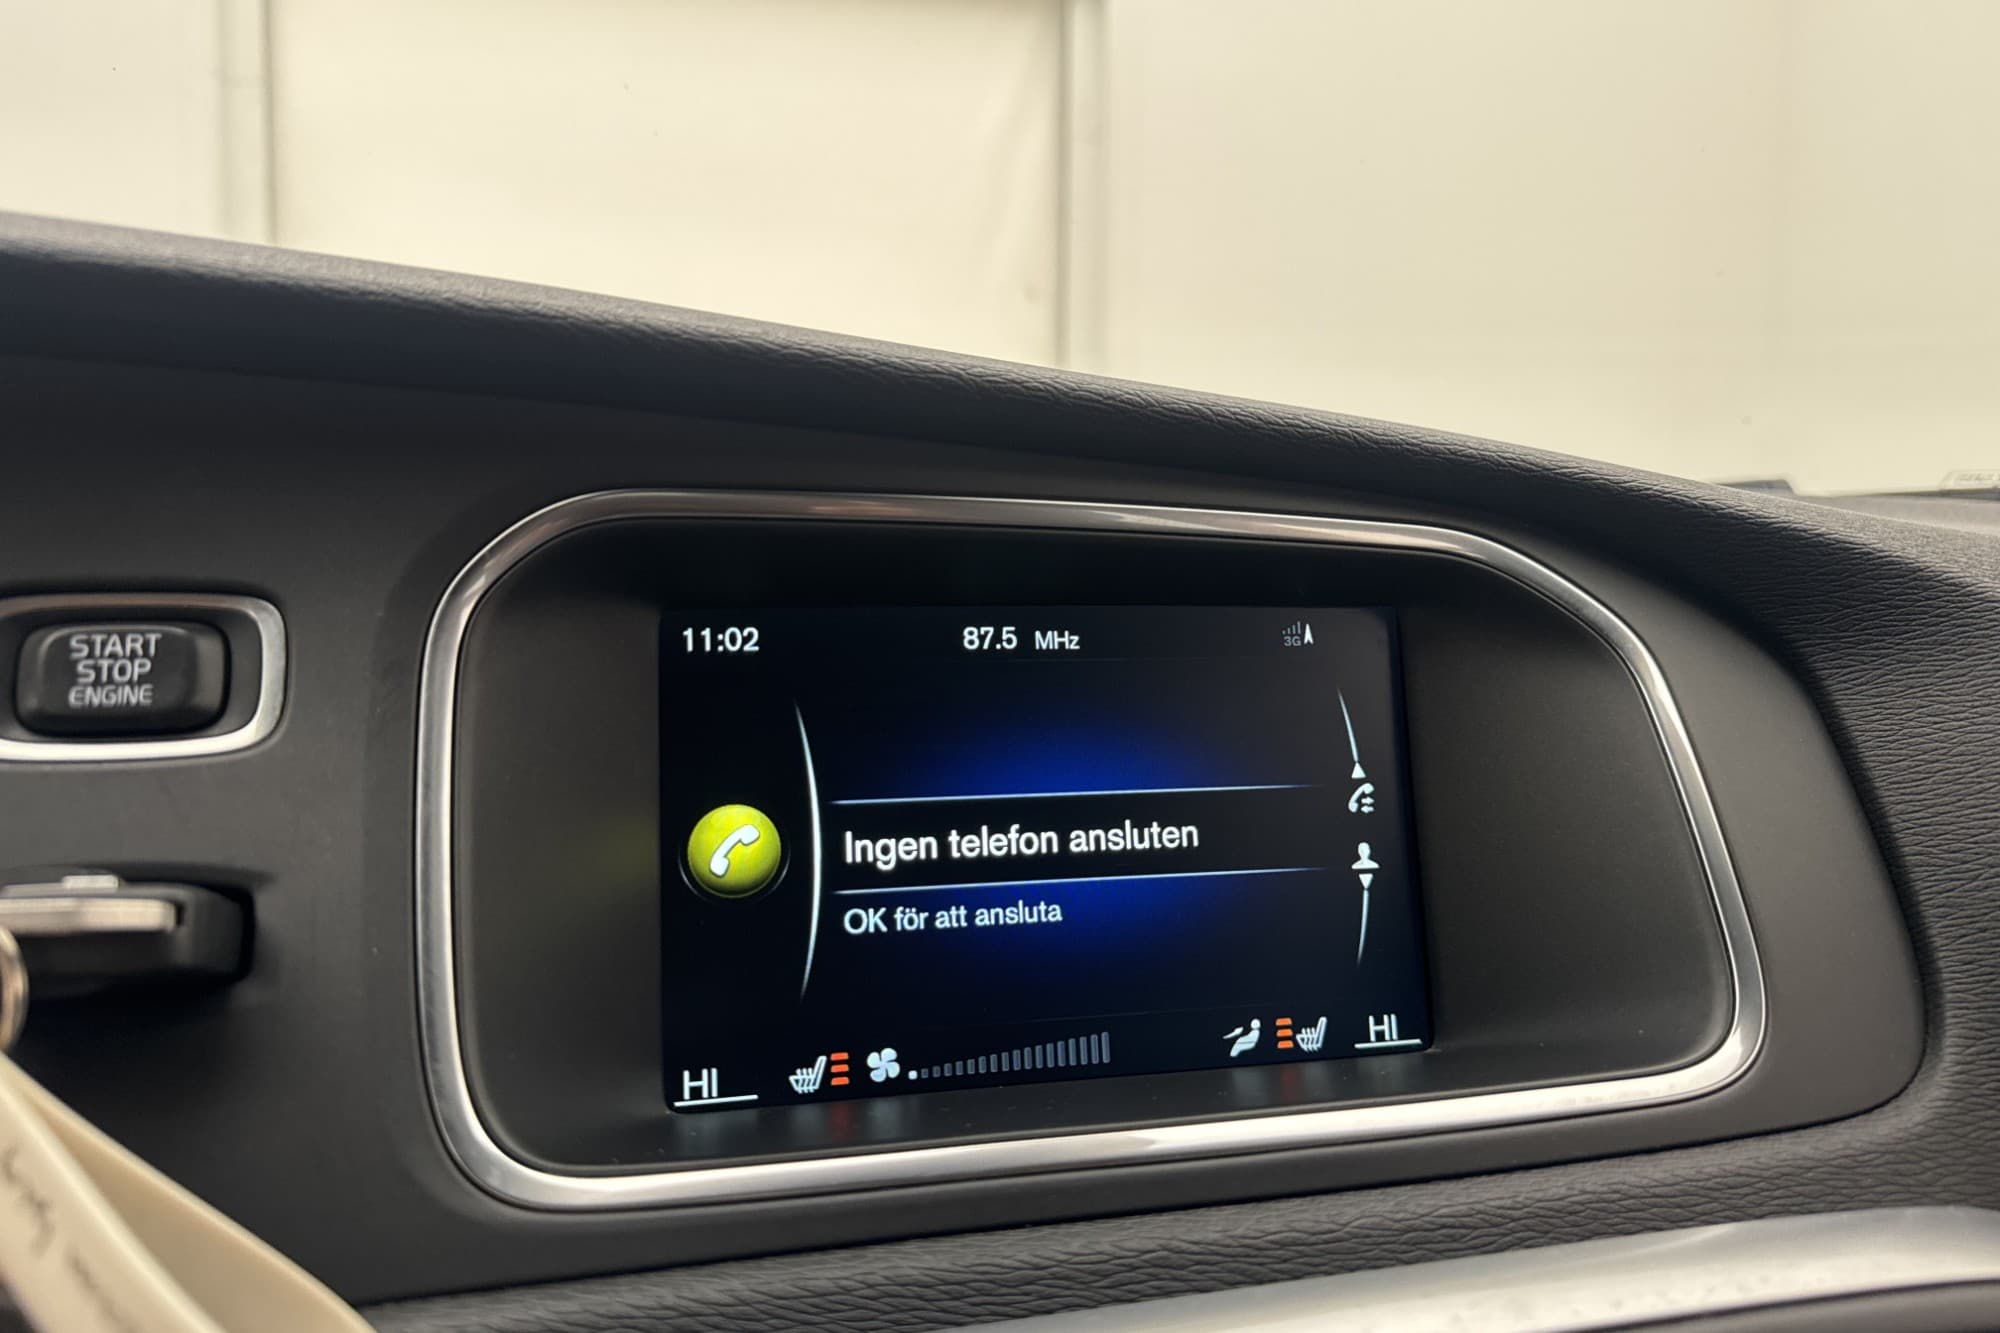 START
STOP
ENGINE
11:02
87.5 MHz
3G
Ingen telefon ansluten
OK för att ansluta
HI
HI